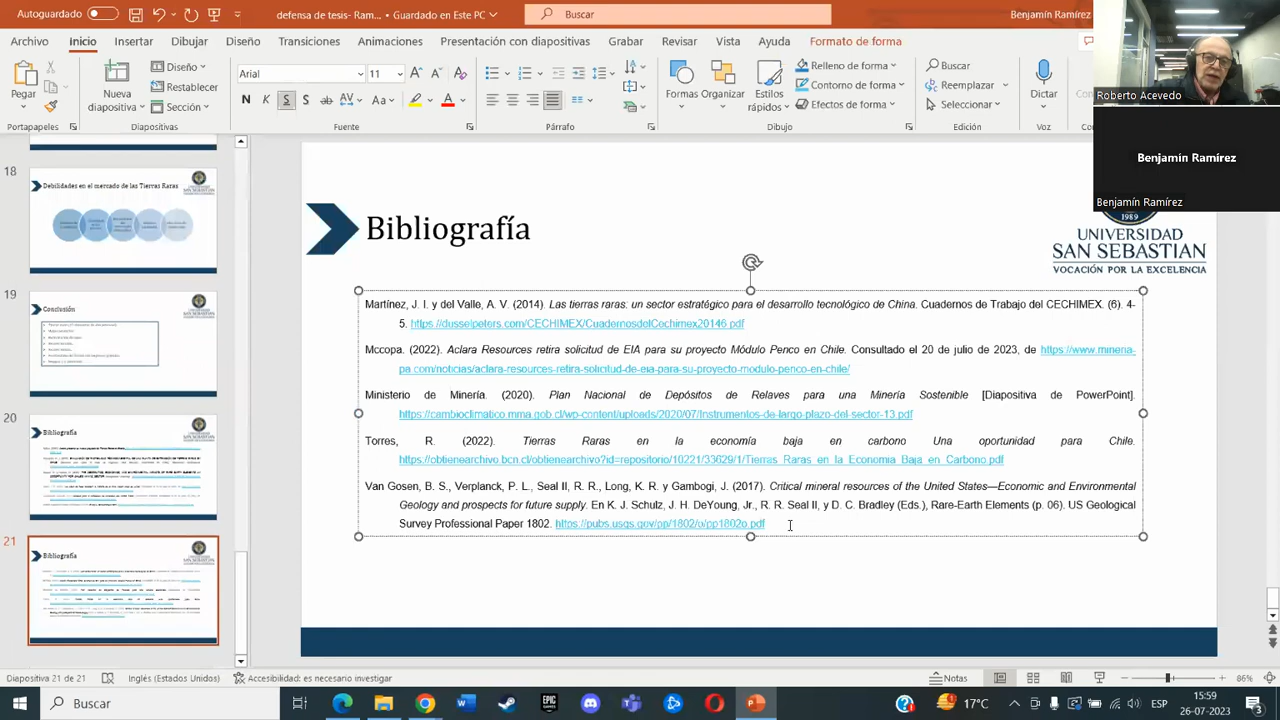 defensa de tesis - Ram...
Buscar
Benjamín Ramírez
Archivo Inicio Insertar Dibujar Diseño Transiciones Animaciones Presentación con diapositivas Grabar Revisar Vista Ayuda Formato de forma
Pegar
Nueva diapositiva
Diseño
Restablecer
Sección
Arial 11
N K S S ab AV Aa A
Formas Organizar Estilos rápidos
Relleno de forma
Contorno de forma
Efectos de forma
Buscar
Reemplazar
Seleccionar
Dictar
Portapapeles Diapositivas Fuente Párrafo Dibujo Edición Voz
Roberto Acevedo
Benjamín Ramírez
Benjamín Ramírez
18
Debilidades en el mercado de las Tierras Raras
19
Conclusión
20
Bibliografía
21
Bibliografía
Bibliografía
1989
UNIVERSIDAD
SAN SEBASTIAN
VOCACIÓN POR LA EXCELENCIA
Martínez, J. I. y del Valle, A. V. (2014). Las tierras raras: un sector estratégico para el desarrollo tecnológico de China. Cuadernos de Trabajo del CECHIMEX. (6). 4-
5. https://dusselpeters.com/CECHIMEX/CuadernosdelCechimex20146.pdf
Mccopa. (2022). Aclara Resources retira solicitud de EIA para su proyecto Módulo Penco en Chile. Consultado el 20 de julio de 2023, de https://www.mineria-
pa.com/noticias/aclara-resources-retira-solicitud-de-eia-para-su-proyecto-modulo-penco-en-chile/
Ministerio de Minería. (2020). Plan Nacional de Depósitos de Relaves para una Minería Sostenible [Diapositiva de PowerPoint].
https://cambioclimatico.mma.gob.cl/wp-content/uploads/2020/07/Instrumentos-de-largo-plazo-del-sector-13.pdf
Torres, R. (2022). Tierras Raras en la economía baja en carbono Una oportunidad para Chile.
https://obtienearchivo.bcn.cl/obtienearchivo?id=repositorio/10221/33629/1/Tierras_Raras_en_la_Economia_Baja_en_Carbono.pdf
Van Gosen, B. S., Verplanck, P. L., Seal II, R. R., Long, K. R. y Gambogi, J. (2017). Critical mineral resources of the United States—Economic and Environmental
Geology and prospects for future supply. En K. J. Schulz, J. H. DeYoung, Jr., R. R. Seal II, y D. C. Bradley (Eds.), Rare-Earth Elements (p. 06). US Geological
Survey Professional Paper 1802. https://pubs.usgs.gov/pp/1802/o/pp1802o.pdf
Diapositiva 21 de 21 Inglés (Estados Unidos) Accesibilidad: es necesario investigar Notas 86%
Buscar
EPIC GAMES
17°C
ESP
15:59
26-07-2023
3